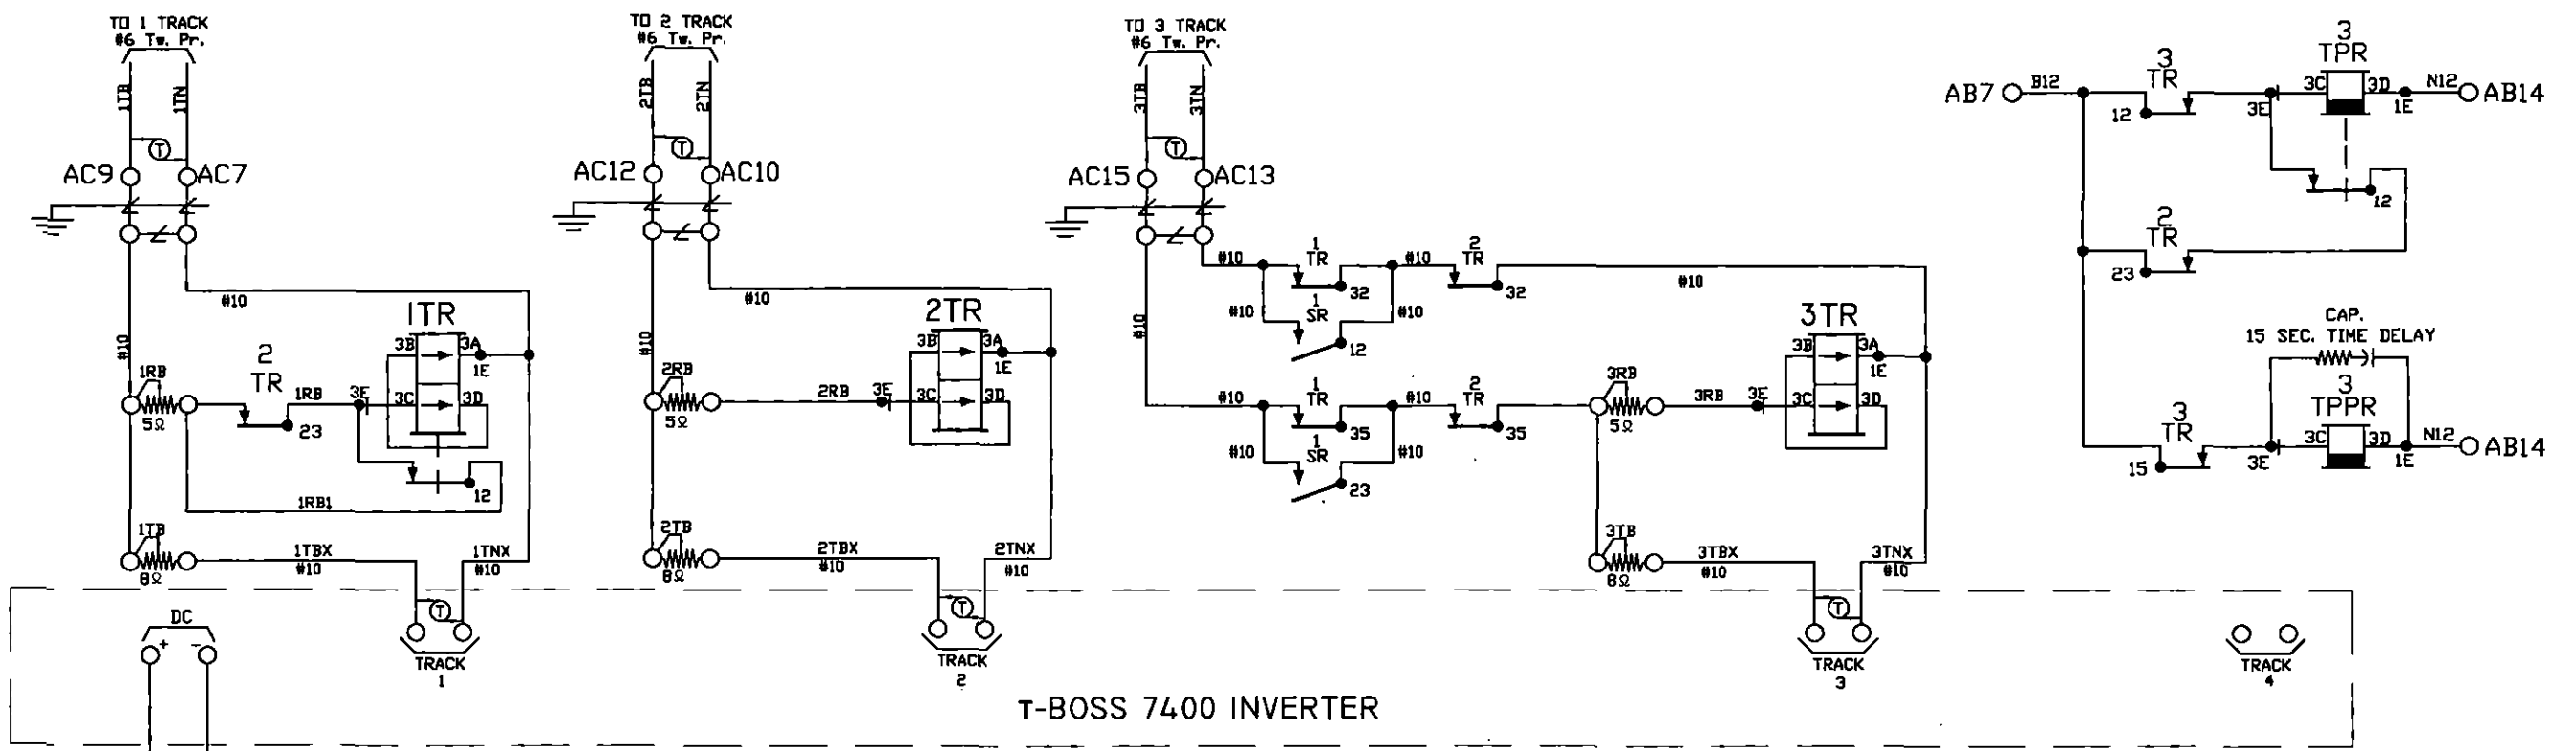 TO 1 TRACK
#6 Tw. Pr.
1TB
1TN
T
AC9
AC7
#10
#10
1TR
3B
3A
1E
1RB
2
TR
1RB
3E
3C
3D
5Ω
23
12
1RB1
1TB
8Ω
1TBX
#10
1TNX
#10
T
TRACK
1
DC
+
-
TO 2 TRACK
#6 Tw. Pr.
2TB
2TN
T
AC12
AC10
#10
#10
2TR
3B
3A
1E
2RB
2RB
3E
3C
3D
5Ω
2TB
8Ω
2TBX
#10
2TNX
#10
T
TRACK
2
TO 3 TRACK
#6 Tw. Pr.
3TB
3TN
T
AC15
AC13
#10
#10
1
TR
32
#10
2
TR
32
#10
#10
1
SR
12
#10
#10
1
TR
35
#10
2
TR
35
#10
1
SR
23
#10
3TR
3B
3A
1E
3RB
3RB
3E
3C
3D
5Ω
3TB
8Ω
3TBX
#10
3TNX
#10
T
TRACK
3
TRACK
4
T-BOSS 7400 INVERTER
AB7
B12
3
TR
12
3E
3
TPR
3C
3D
1E
N12
AB14
12
2
TR
23
CAP.
15 SEC. TIME DELAY
3
TR
15
3E
3
TPPR
3C
3D
1E
N12
AB14